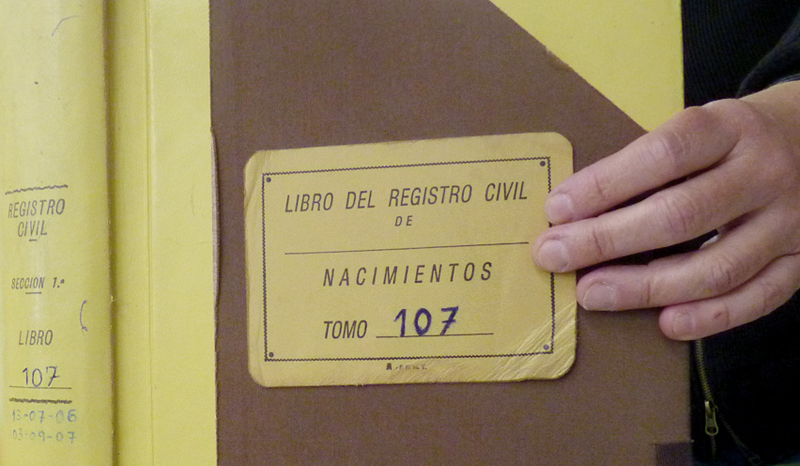 REGISTRO
CIVIL
SECCION 1.ª
LIBRO
107
13-07-06
03-09-07
LIBRO DEL REGISTRO CIVIL
DE
NACIMIENTOS
TOMO 107